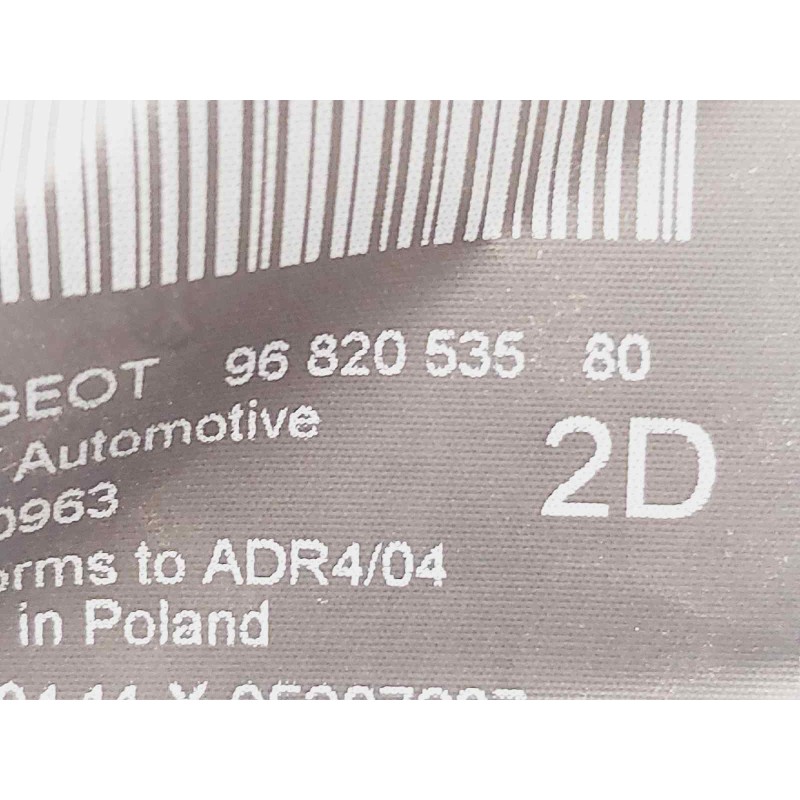 GEOT 96 820 535 80
Automotive
2D
0963
orms to ADR4/04
in Poland